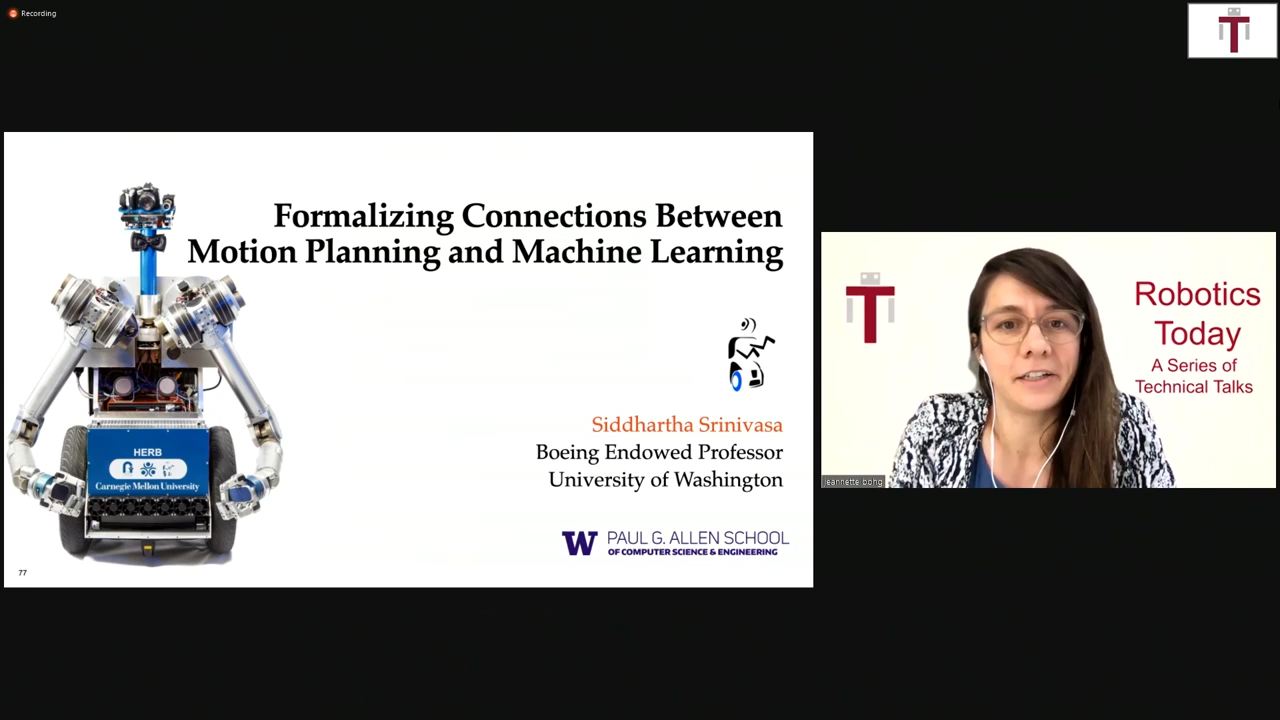 Recording
Formalizing Connections Between
Motion Planning and Machine Learning
Siddhartha Srinivasa
Boeing Endowed Professor
University of Washington
HERB
Carnegie Mellon University
W PAUL G. ALLEN SCHOOL
OF COMPUTER SCIENCE & ENGINEERING
77
T
T
Robotics
Today
A Series of
Technical Talks
jeannette bohg